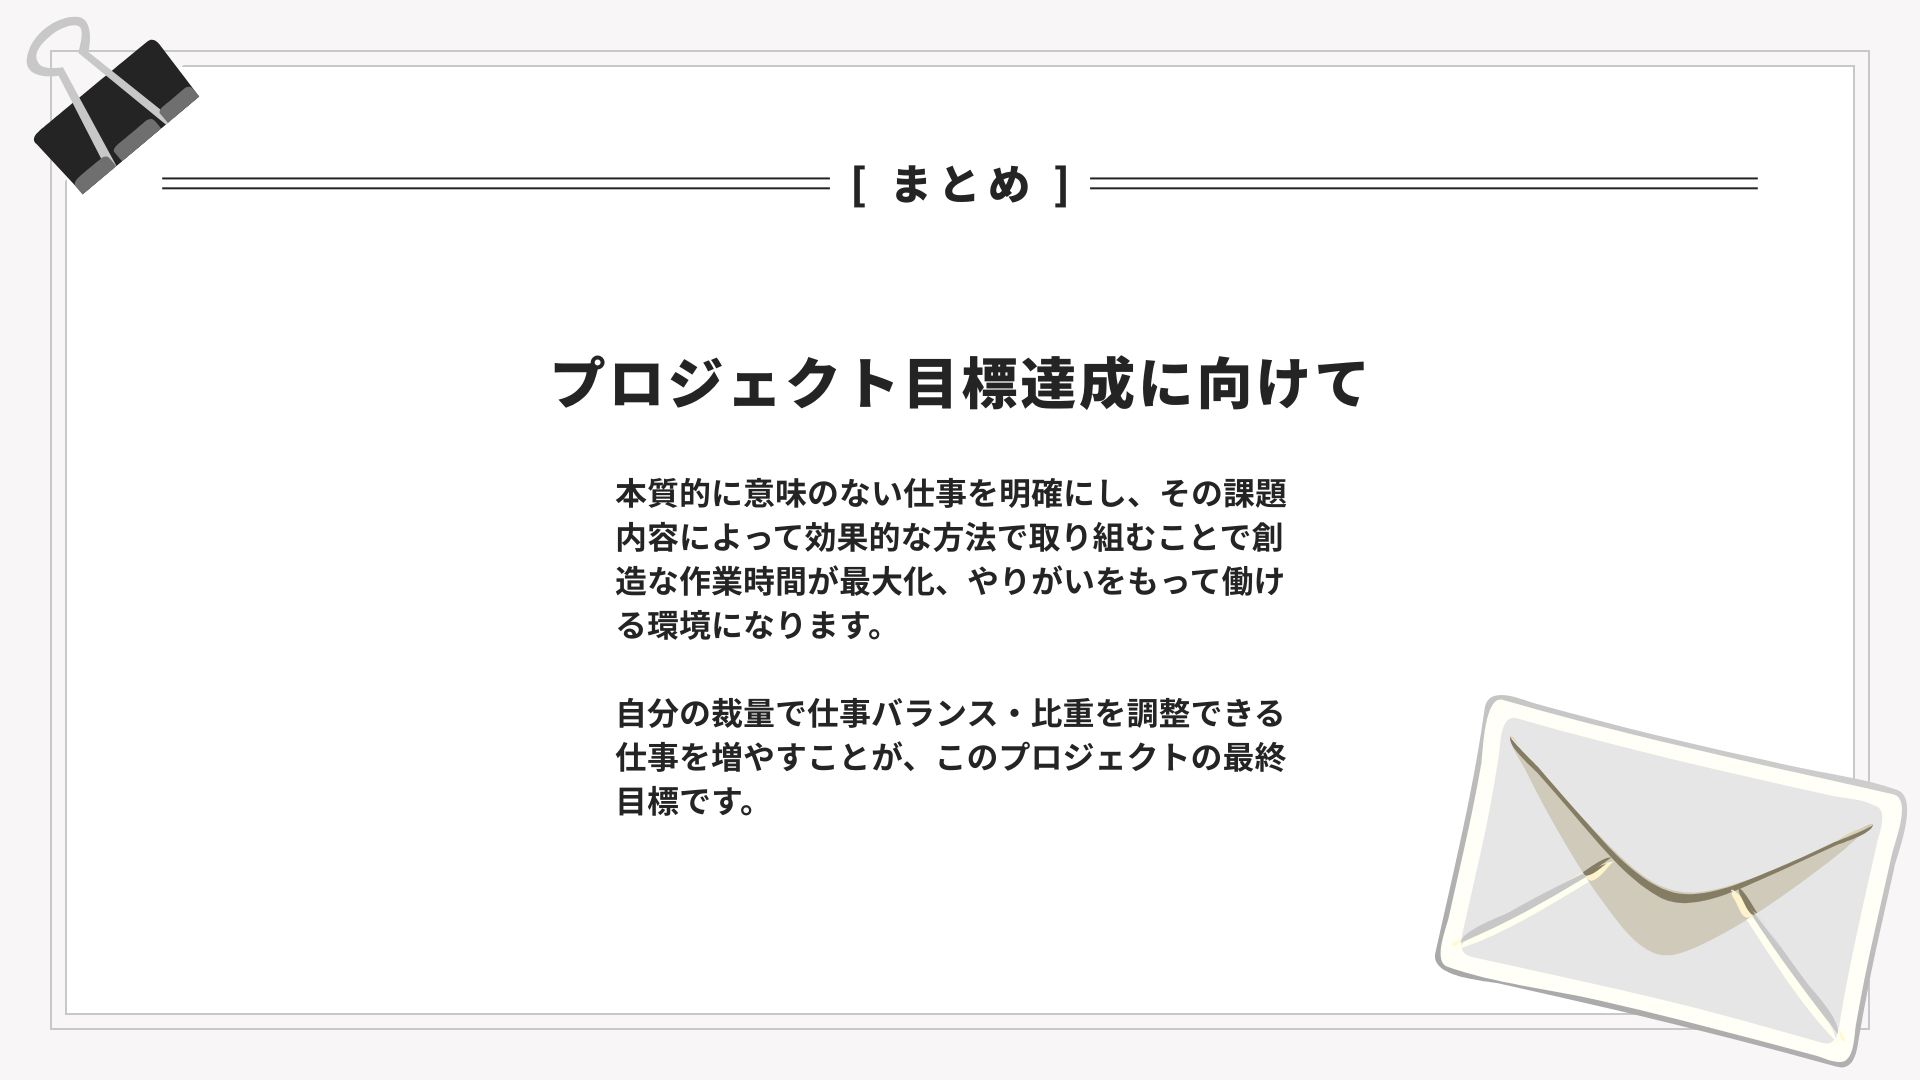 [ まとめ ]
プロジェクト目標達成に向けて
本質的に意味のない仕事を明確にし、その課題
内容によって効果的な方法で取り組むことで創
造な作業時間が最大化、やりがいをもって働け
る環境になります。
自分の裁量で仕事バランス・比重を調整できる
仕事を増やすことが、このプロジェクトの最終
目標です。